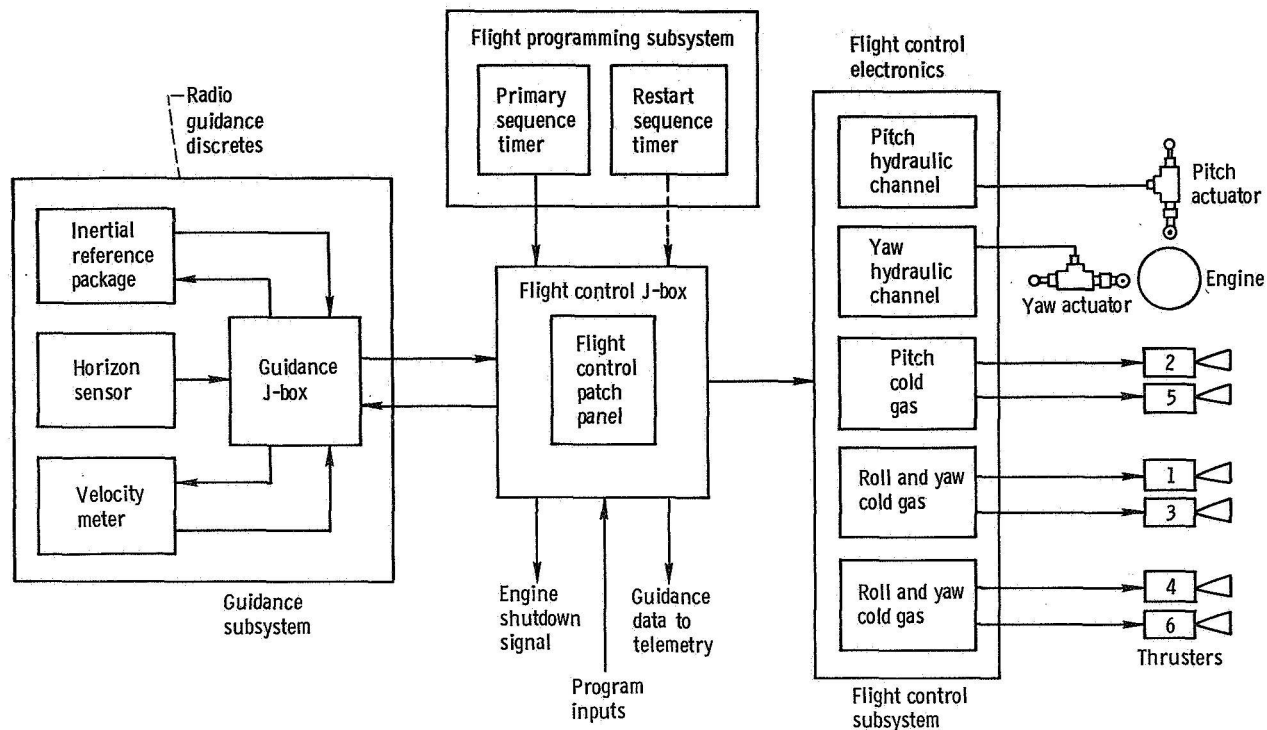 Flight programming subsystem
Primary
sequence
timer
Restart
sequence
timer
Radio
guidance
discretes
Inertial
reference
package
Horizon
sensor
Velocity
meter
Guidance
J-box
Guidance
subsystem
Flight control J-box
Flight
control
patch
panel
Engine
shutdown
signal
Program
inputs
Guidance
data to
telemetry
Flight control
electronics
Pitch
hydraulic
channel
Yaw
hydraulic
channel
Pitch
cold
gas
Roll and yaw
cold gas
Roll and yaw
cold gas
Flight control
subsystem
Pitch
actuator
Engine
Yaw actuator
2
5
1
3
4
6
Thrusters